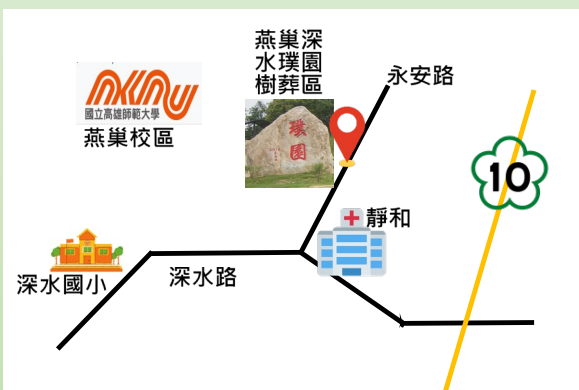 燕巢深
水璞園
樹葬區
永安路
NKNU
國立高雄師範大學
燕巢校區
璞園
10
靜和
深水路
深水國小